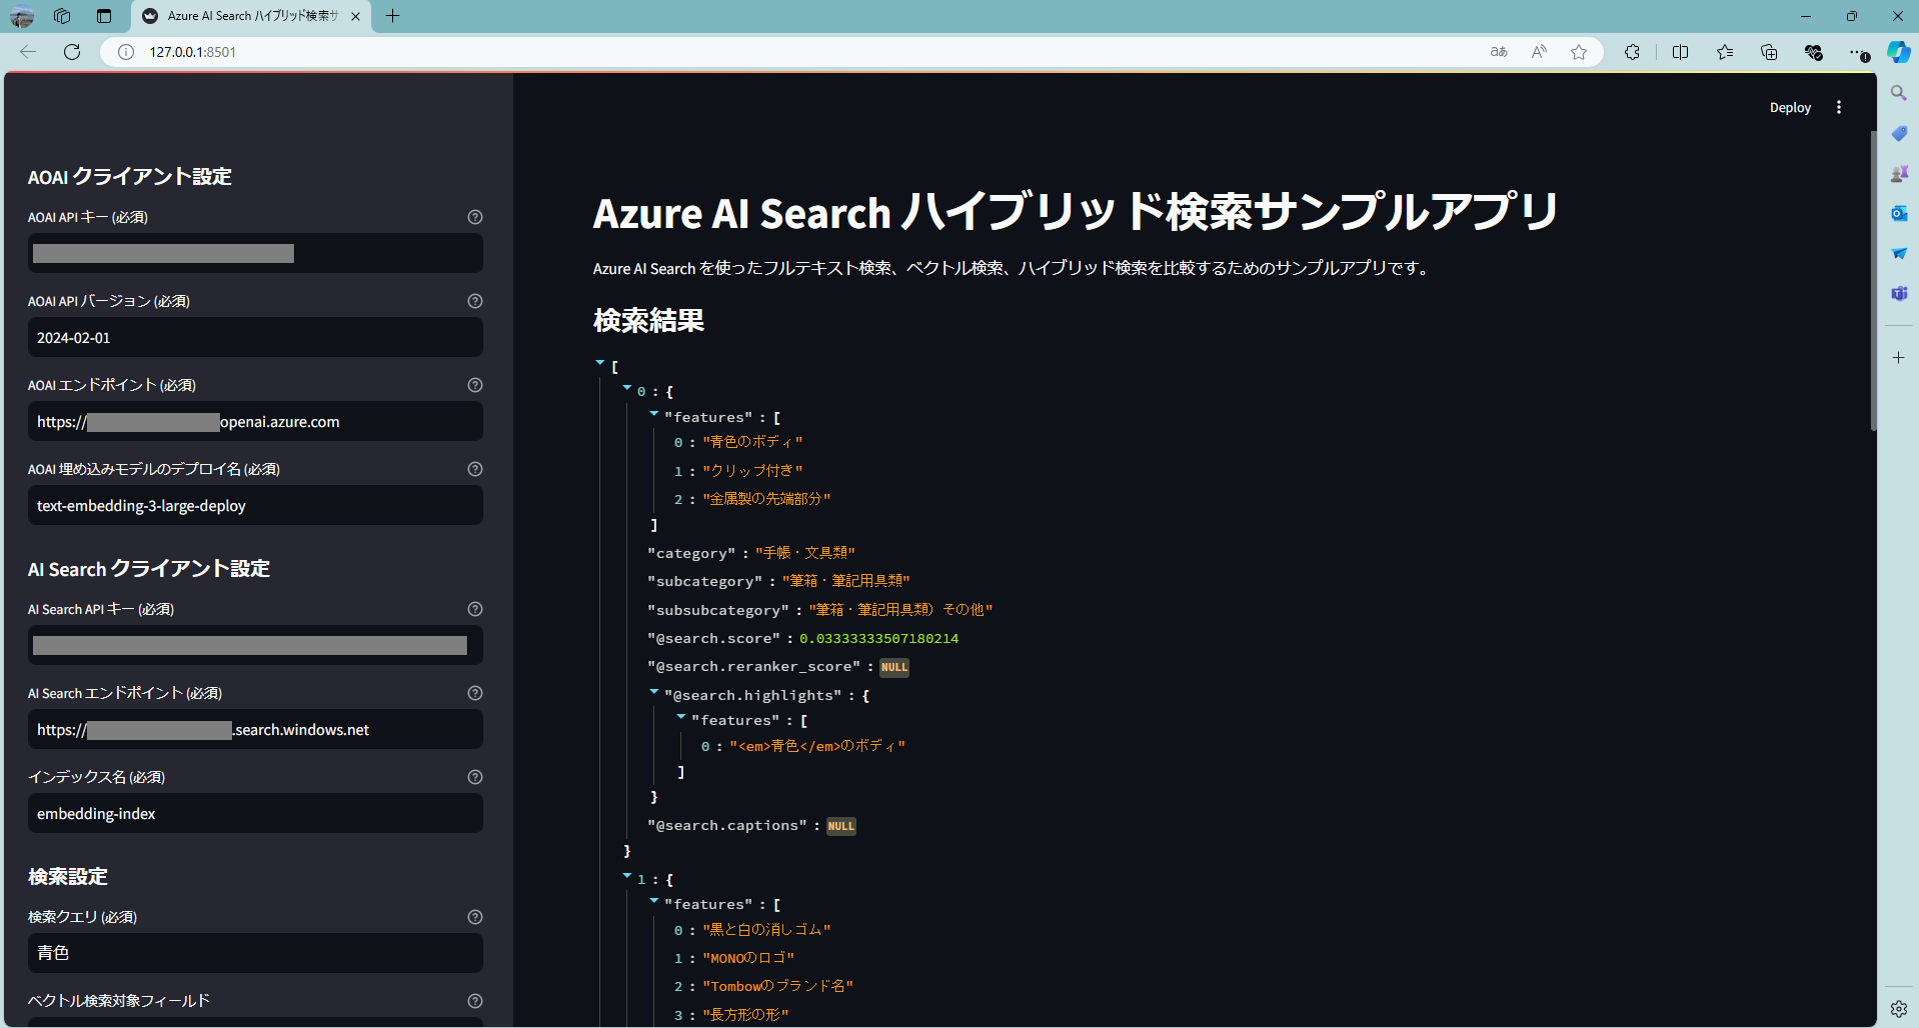 Azure AI Search ハイブリッド検索サ
127.0.0.1:8501
Deploy
AOAI クライアント設定
AOAI API キー (必須)
AOAI API バージョン (必須)
2024-02-01
AOAI エンドポイント (必須)
https:// openai.azure.com
AOAI 埋め込みモデルのデプロイ名 (必須)
text-embedding-3-large-deploy
AI Search クライアント設定
AI Search API キー (必須)
AI Search エンドポイント (必須)
https:// .search.windows.net
インデックス名 (必須)
embedding-index
検索設定
検索クエリ (必須)
青色
ベクトル検索対象フィールド
Azure AI Search ハイブリッド検索サンプルアプリ
Azure AI Search を使ったフルテキスト検索、ベクトル検索、ハイブリッド検索を比較するためのサンプルアプリです。
検索結果
[
0 : {
"features" : [
0 : "青色のボディ"
1 : "クリップ付き"
2 : "金属製の先端部分"
]
"category" : "手帳・文具類"
"subcategory" : "筆箱・筆記用具類"
"subsubcategory" : "筆箱・筆記用具類）その他"
"@search.score" : 0.03333333507180214
"@search.reranker_score" : NULL
"@search.highlights" : {
"features" : [
0 : "<em>青色</em>のボディ"
]
}
"@search.captions" : NULL
}
1 : {
"features" : [
0 : "黒と白の消しゴム"
1 : "MONOのロゴ"
2 : "Tombowのブランド名"
3 : "長方形の形"